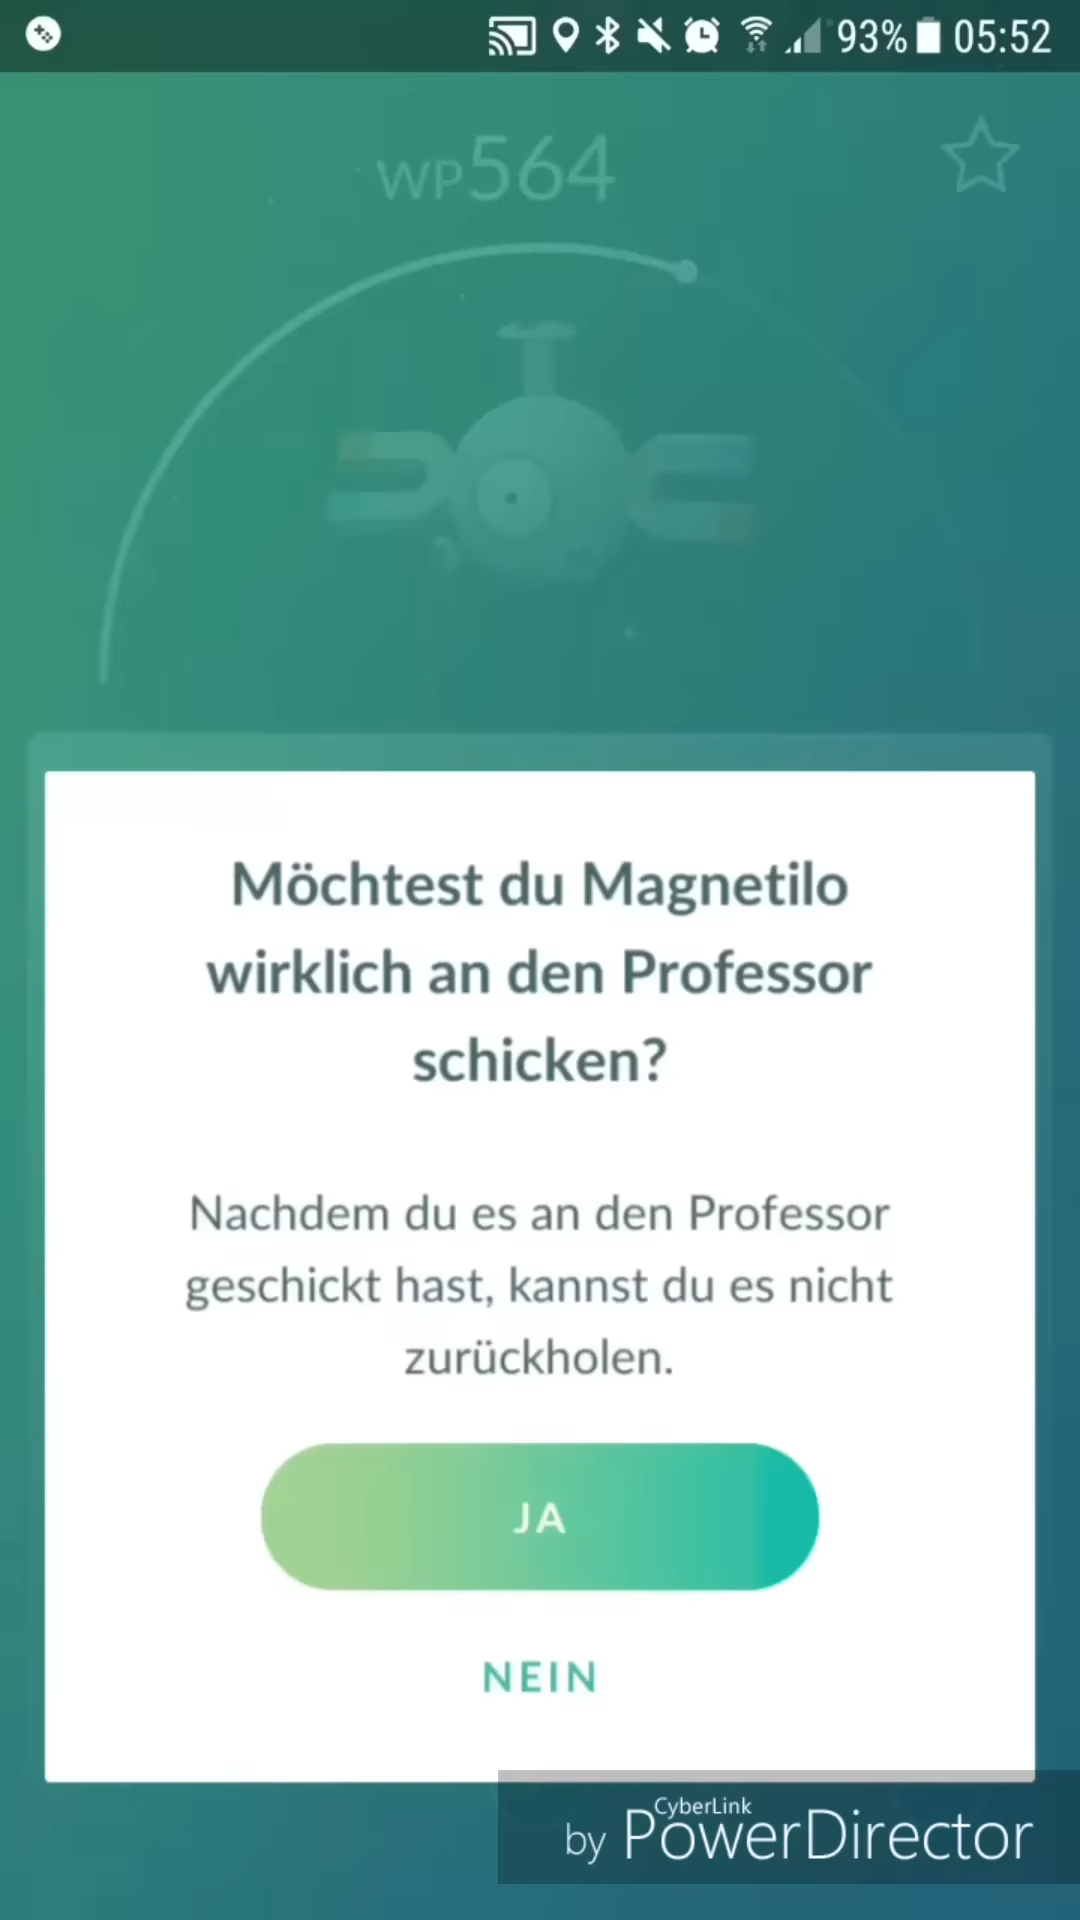 93% 05:52
WP564
Möchtest du Magnetilo
wirklich an den Professor
schicken?
Nachdem du es an den Professor
geschickt hast, kannst du es nicht
zurückholen.
JA
NEIN
CyberLink
by PowerDirector